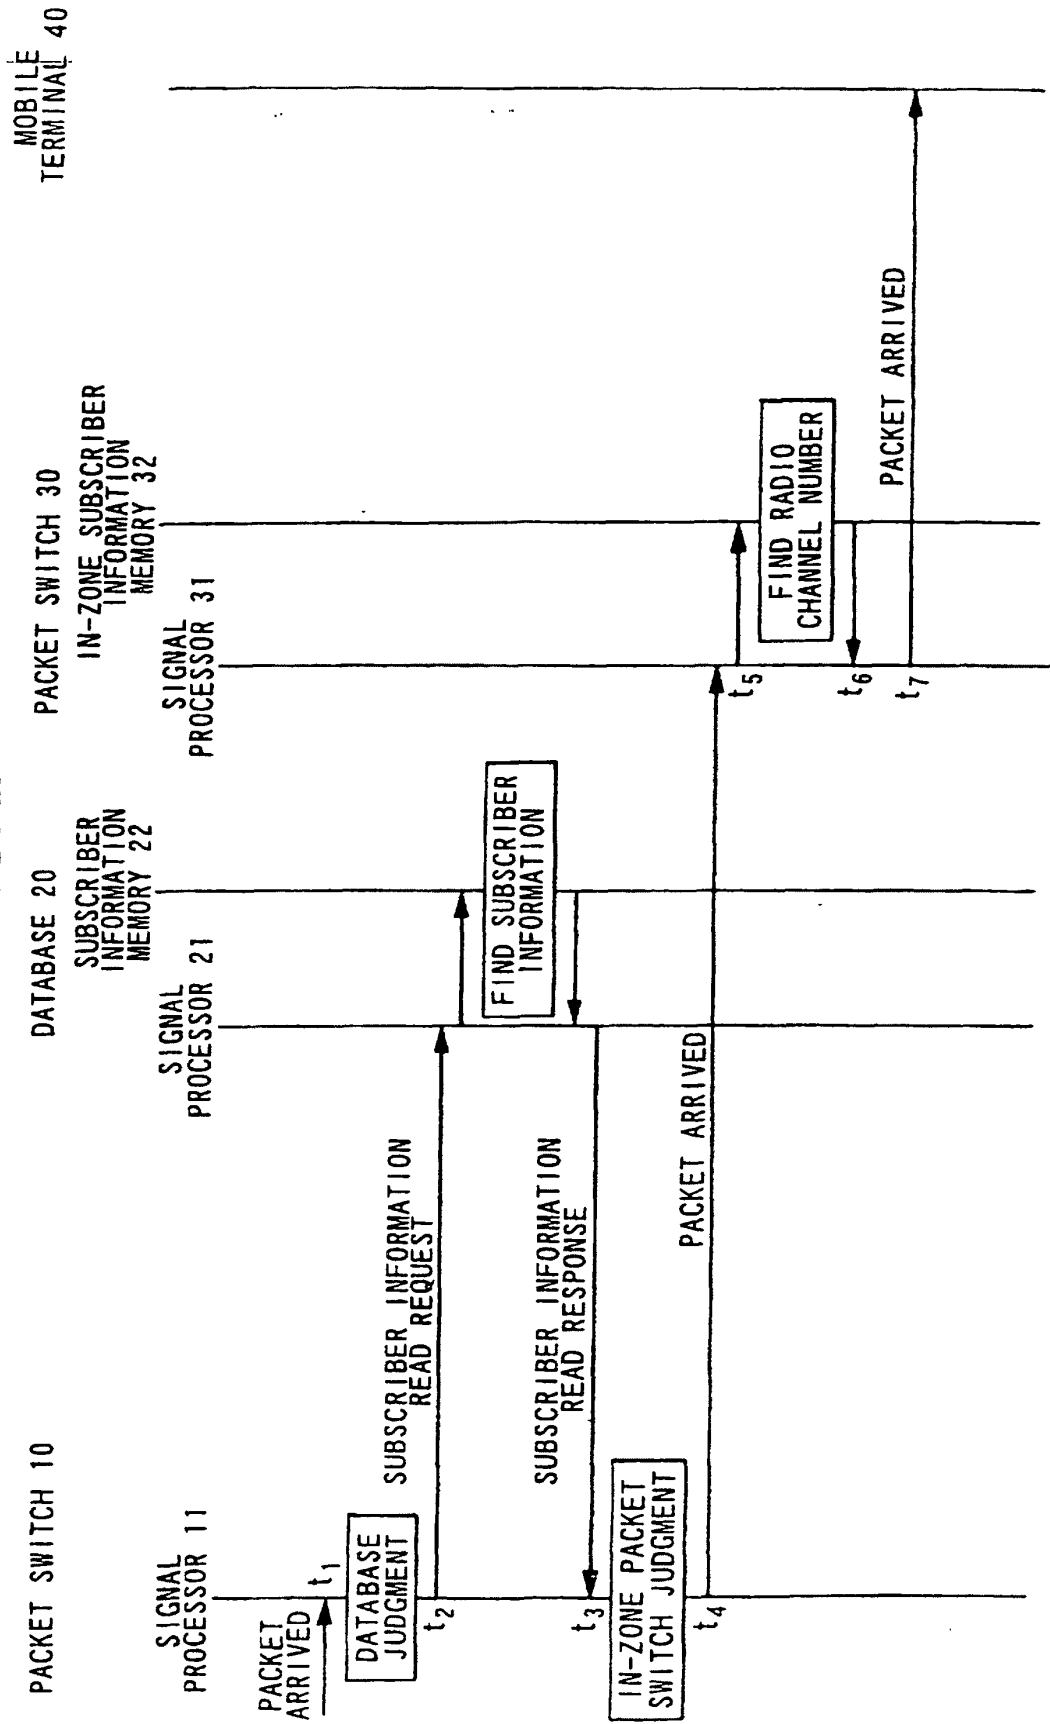 PACKET SWITCH 10
SIGNAL
PROCESSOR 11
DATABASE 20
SIGNAL
PROCESSOR 21
SUBSCRIBER
INFORMATION
MEMORY 22
PACKET SWITCH 30
SIGNAL
PROCESSOR 31
IN-ZONE SUBSCRIBER
INFORMATION
MEMORY 32
MOBILE
TERMINAL 40
PACKET
ARRIVED
t1
DATABASE
JUDGMENT
t2
SUBSCRIBER INFORMATION
READ REQUEST
FIND SUBSCRIBER
INFORMATION
SUBSCRIBER INFORMATION
READ RESPONSE
t3
IN-ZONE PACKET
SWITCH JUDGMENT
t4
PACKET ARRIVED
t5
FIND RADIO
CHANNEL NUMBER
t6
t7
PACKET ARRIVED